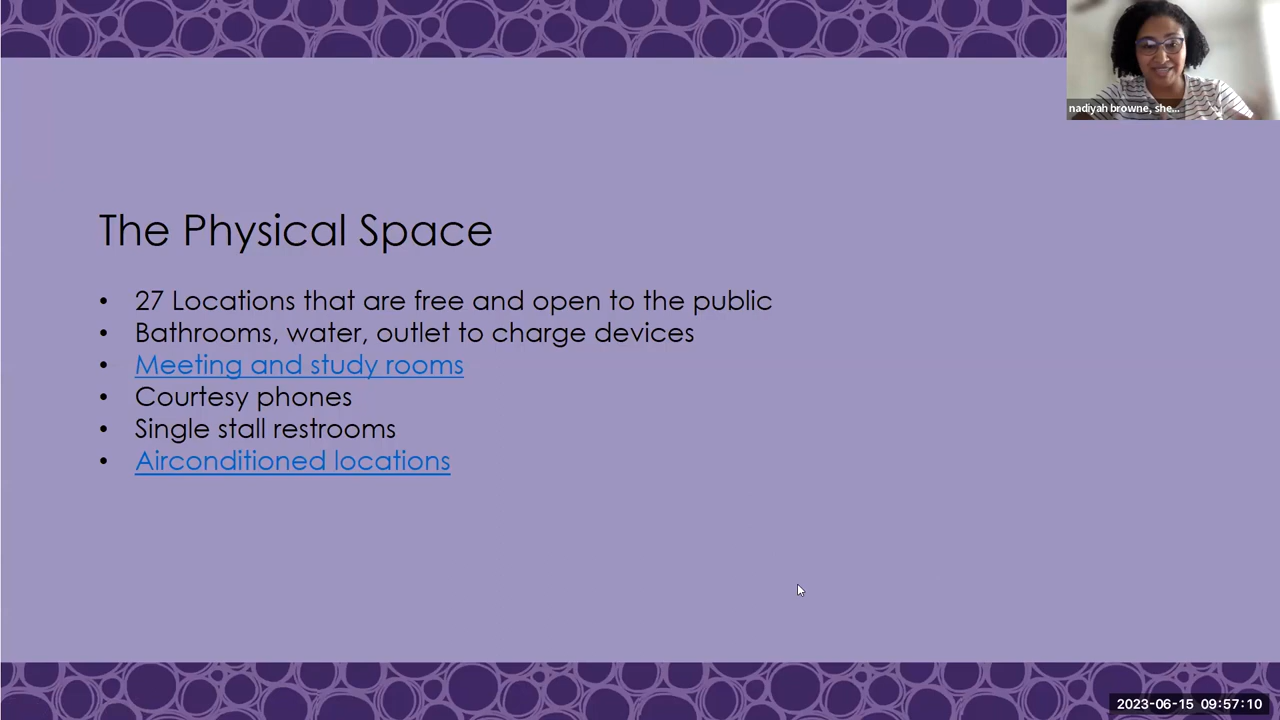 nadiyah browne, she...
The Physical Space
• 27 Locations that are free and open to the public
• Bathrooms, water, outlet to charge devices
• Meeting and study rooms
• Courtesy phones
• Single stall restrooms
• Airconditioned locations
2023-06-15 09:57:10